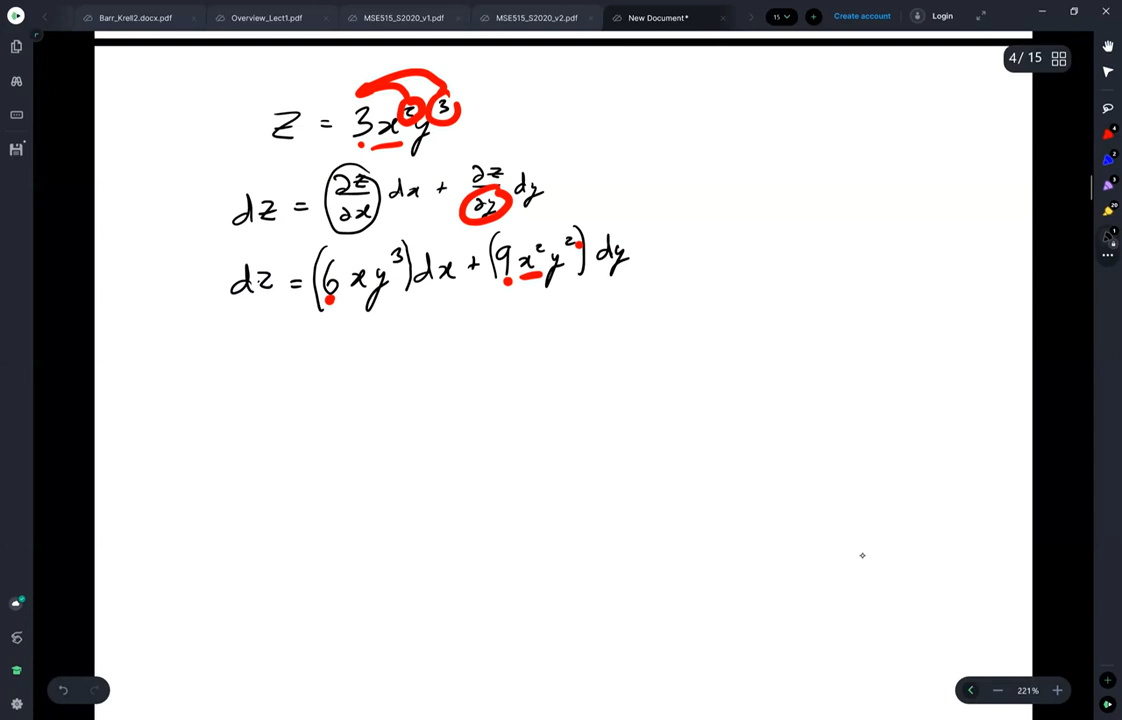 Barr_Krell2.docx.pdf Overview_Lect1.pdf MSE515_S2020_v1.pdf MSE515_S2020_v2.pdf New Document* 15 Create account Login
4 / 15
Z = 3x²y³
dz = ∂z/∂x dx + ∂z/∂y dy
dz = (6xy³)dx + (9x²y²)dy
221%